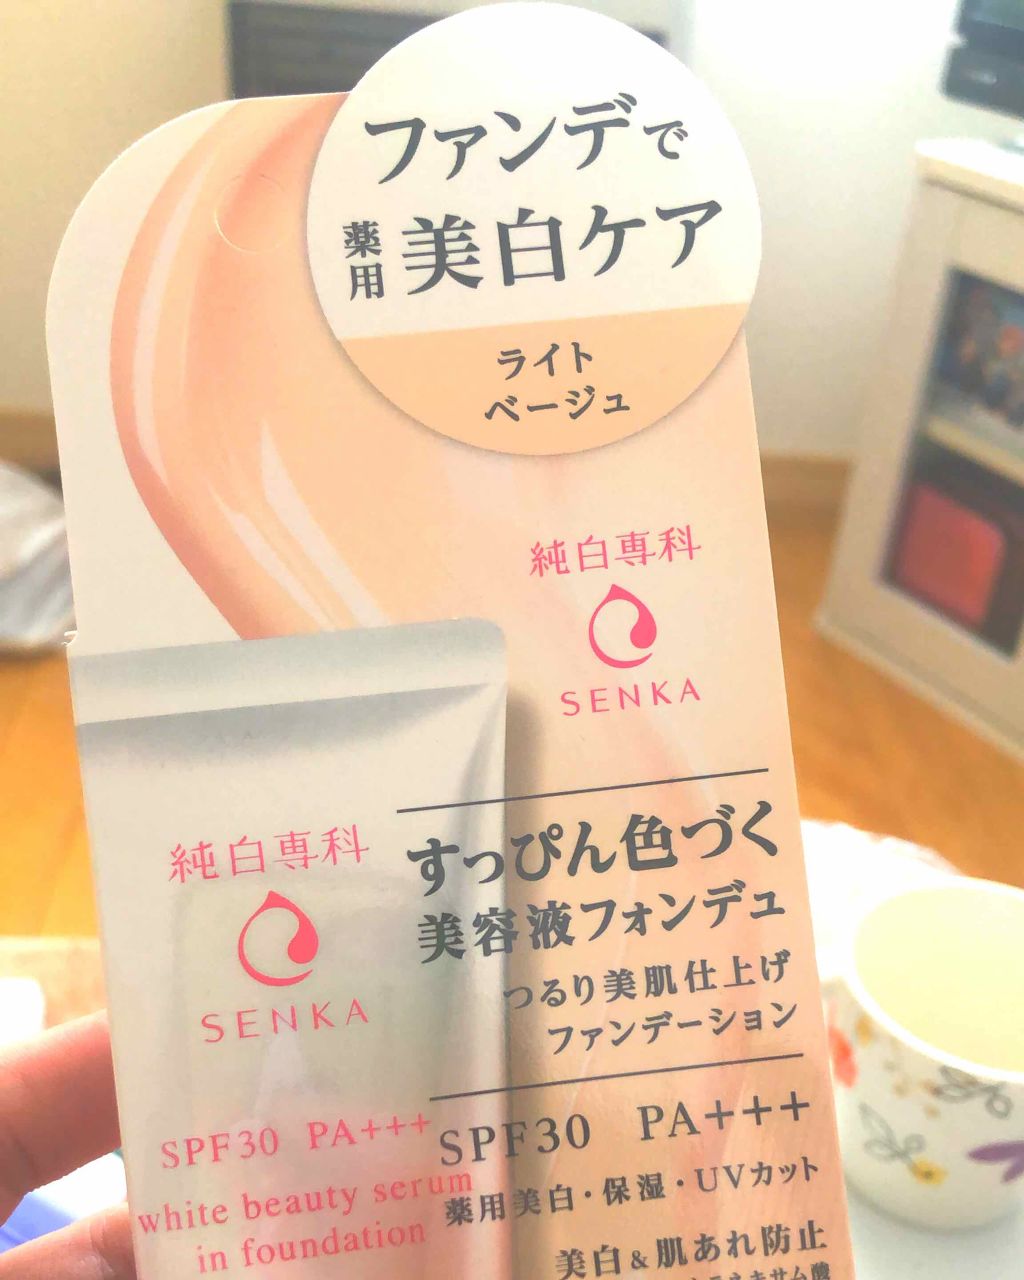 ファンデで
薬用 美白ケア
ライト
ベージュ
純白専科
SENKA
すっぴん色づく
美容液フォンデュ
つるり美肌仕上げ
ファンデーション
SPF30 PA+++
薬用美白・保湿・UVカット
美白&肌あれ防止
純白専科
SENKA
SPF30 PA+++
white beauty serum
in foundation